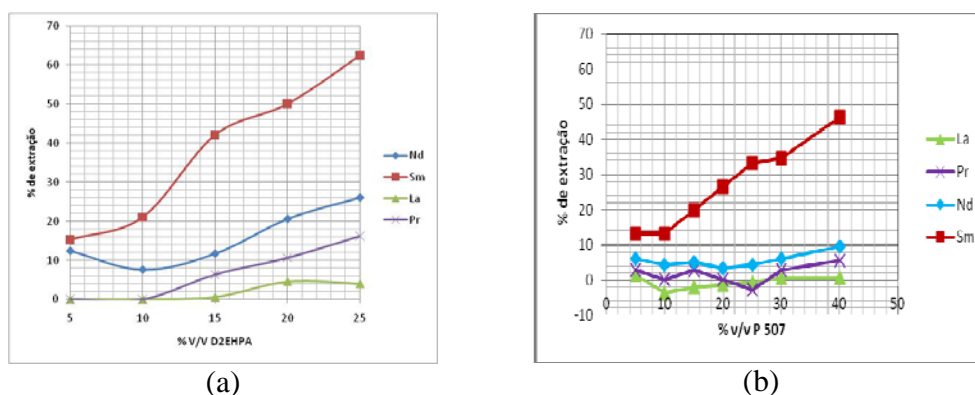 70
60
50
40
30
20
10
0
% de extração
5 10 15 20 25
% V/V D2EHPA
Nd
Sm
La
Pr
(a)
70
60
50
40
30
20
10
0
-10
% de extração
0 10 20 30 40 50
% v/v P 507
La
Pr
Nd
Sm
(b)